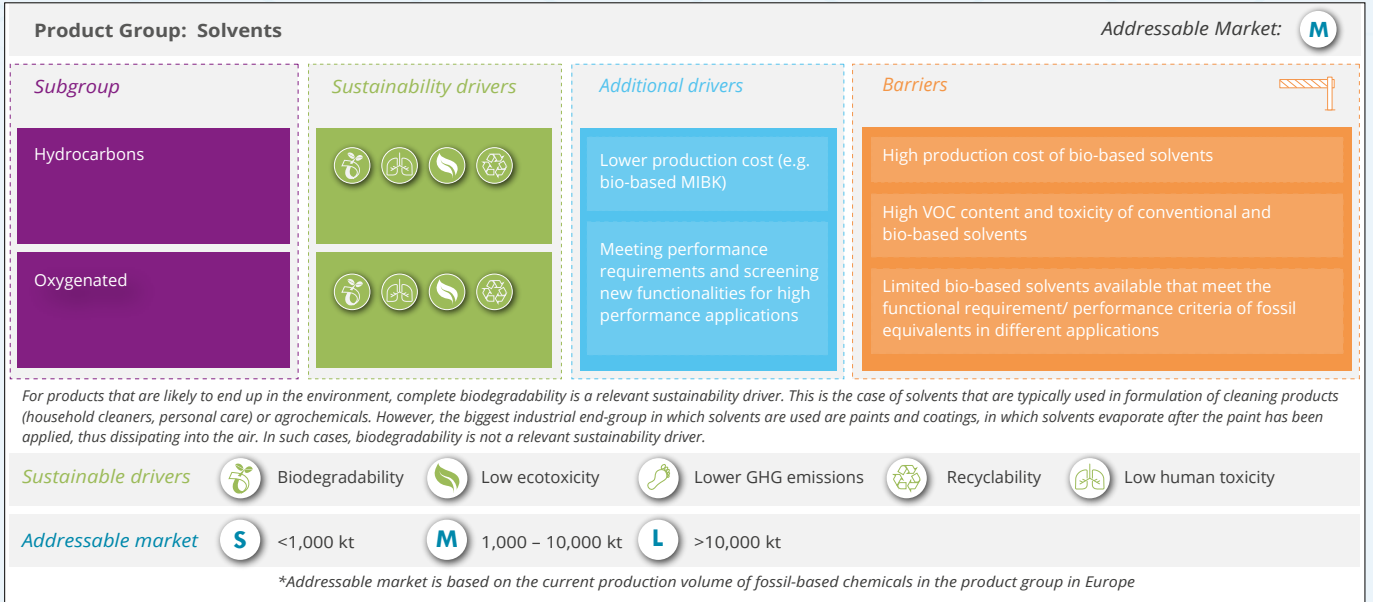 Product Group: Solvents
Addressable Market: M
Subgroup
Sustainability drivers
Additional drivers
Barriers
Hydrocarbons
Lower production cost (e.g.
bio-based MIBK)
High production cost of bio-based solvents
High VOC content and toxicity of conventional and
bio-based solvents
Oxygenated
Meeting performance
requirements and screening
new functionalities for high
performance applications
Limited bio-based solvents available that meet the
functional requirement/ performance criteria of fossil
equivalents in different applications
For products that are likely to end up in the environment, complete biodegradability is a relevant sustainability driver. This is the case of solvents that are typically used in formulation of cleaning products
(household cleaners, personal care) or agrochemicals. However, the biggest industrial end-group in which solvents are used are paints and coatings, in which solvents evaporate after the paint has been
applied, thus dissipating into the air. In such cases, biodegradability is not a relevant sustainability driver.
Sustainable drivers
Biodegradability
Low ecotoxicity
Lower GHG emissions
Recyclability
Low human toxicity
Addressable market
S <1,000 kt
M 1,000 – 10,000 kt
L >10,000 kt
*Addressable market is based on the current production volume of fossil-based chemicals in the product group in Europe